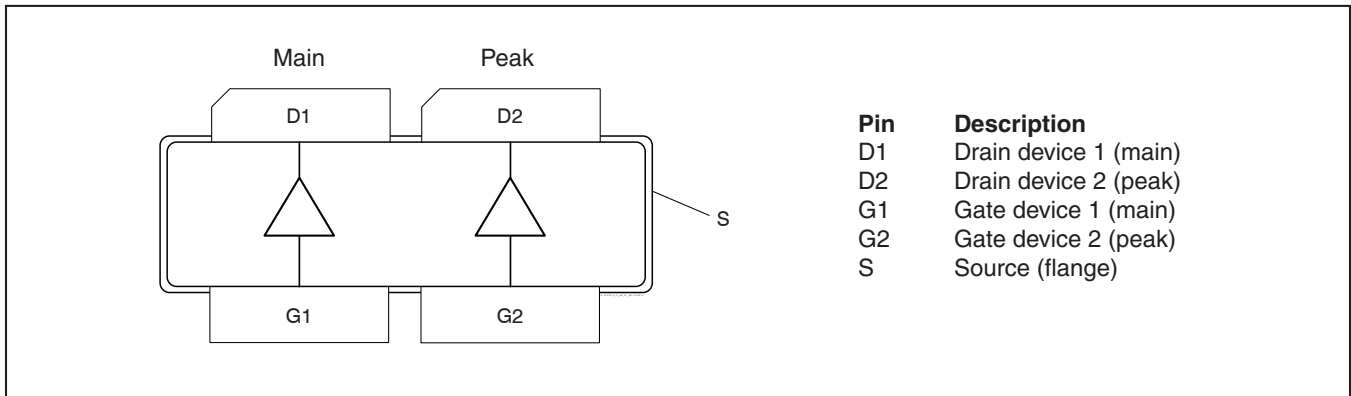 Main Peak
D1 D2
S
G1 G2
Pin Description
D1 Drain device 1 (main)
D2 Drain device 2 (peak)
G1 Gate device 1 (main)
G2 Gate device 2 (peak)
S Source (flange)